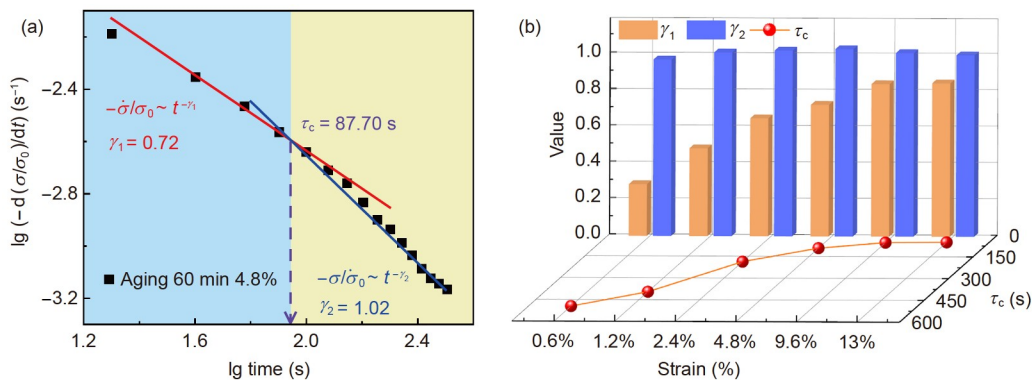 (a)
lg (−d (σ/σ₀)/dt) (s⁻¹)
−2.4
−2.8
−3.2
−σ̇/σ₀~ t^−γ₁
γ₁ = 0.72
τc = 87.70 s
■ Aging 60 min 4.8%
−σ/σ̇₀~ t^−γ₂
γ₂ = 1.02
1.2 1.6 2.0 2.4
lg time (s)
(b)
γ₁ γ₂ τc
Value
1.0
0.8
0.6
0.4
0.2
0.0
0
150
300
450
600
τc (s)
0.6% 1.2% 2.4% 4.8% 9.6% 13%
Strain (%)